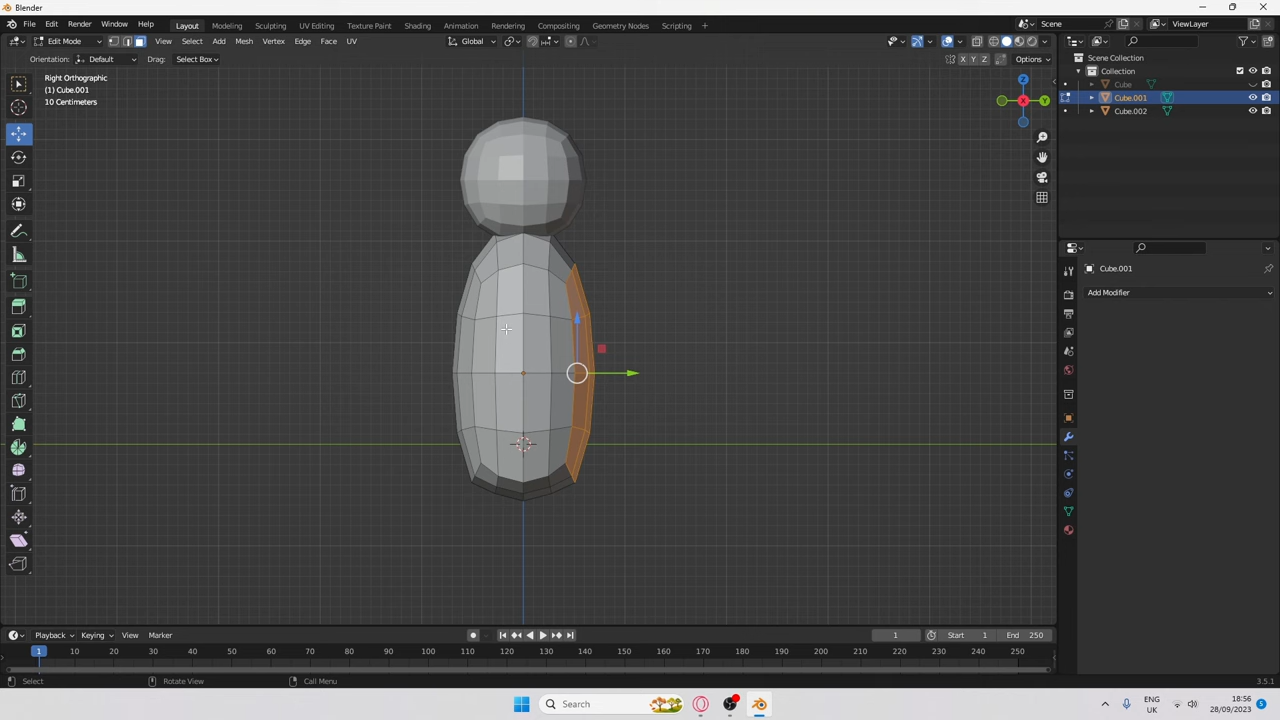 Blender
File Edit Render Window Help
Layout Modeling Sculpting UV Editing Texture Paint Shading Animation Rendering Compositing Geometry Nodes Scripting +
Scene
ViewLayer
Edit Mode
View Select Add Mesh Vertex Edge Face UV
Global
Orientation: Default Drag: Select Box
X Y Z Options
Right Orthographic
(1) Cube.001
10 Centimeters
Z
X
Y
Scene Collection
Collection
Cube
Cube.001
Cube.002
Cube.001
Add Modifier
Playback Keying View Marker
1 Start 1 End 250
1 10 20 30 40 50 60 70 80 90 100 110 120 130 140 150 160 170 180 190 200 210 220 230 240 250
Select Rotate View Call Menu 3.5.1
Search
ENG
UK
18:56
28/09/2023
5